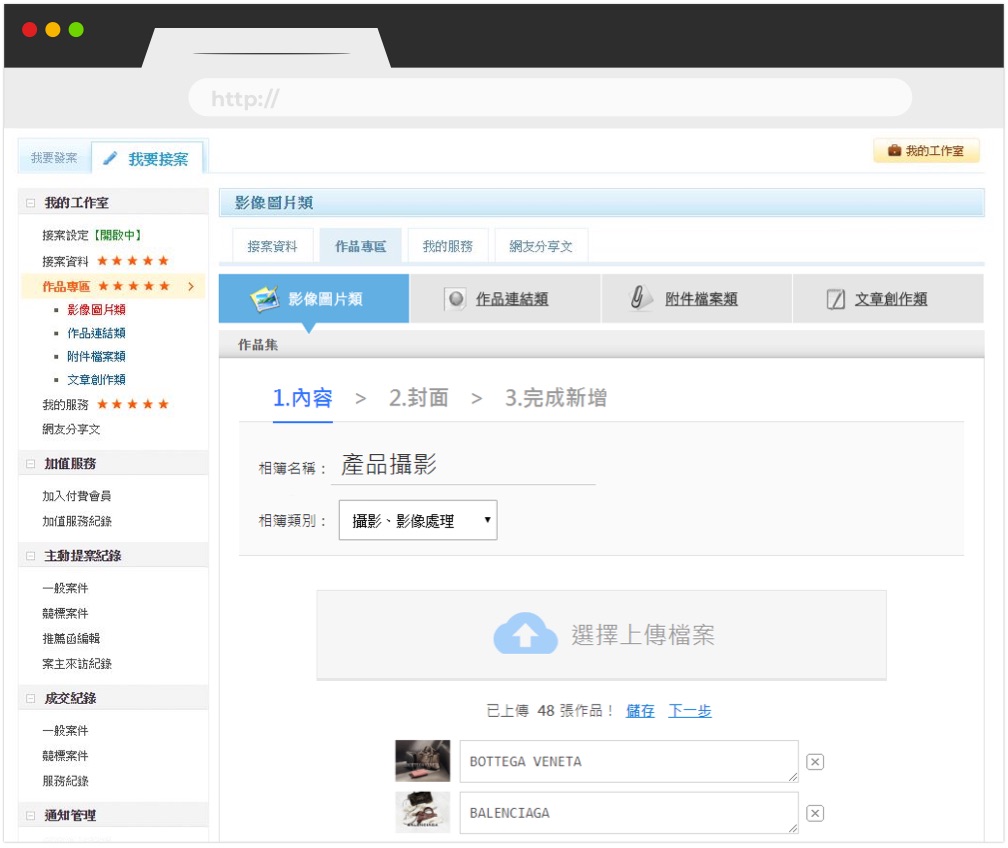 http://
我要發案
我要接案
我的工作室
我的工作室
接案設定【開啟中】
接案資料 ★★★★★
作品專區 ★★★★★
影像圖片類
作品連結類
附件檔案類
文章創作類
我的服務 ★★★★★
網友分享文
加值服務
加入付費會員
加值服務紀錄
主動提案紀錄
一般案件
競標案件
推薦函編輯
案主來訪紀錄
成交紀錄
一般案件
競標案件
服務紀錄
通知管理
影像圖片類
接案資料 作品專區 我的服務 網友分享文
影像圖片類 作品連結類 附件檔案類 文章創作類
作品集
1.內容 > 2.封面 > 3.完成新增
相簿名稱： 產品攝影
相簿類別： 攝影、影像處理
選擇上傳檔案
已上傳 48 張作品！ 儲存 下一步
BOTTEGA VENETA
BALENCIAGA